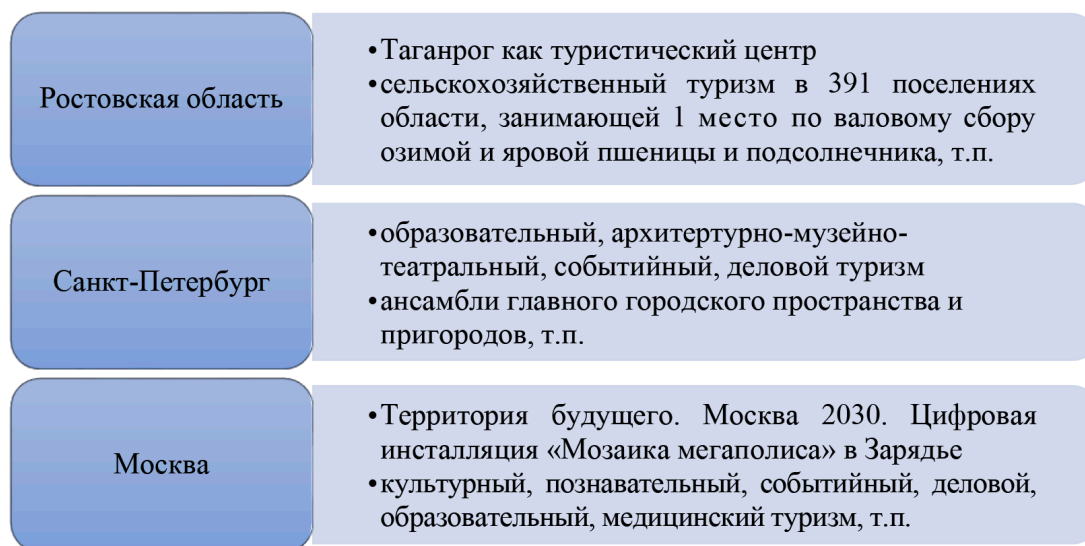 Ростовская область
•Таганрог как туристический центр
•сельскохозяйственный туризм в 391 поселениях
области, занимающей 1 место по валовому сбору
озимой и яровой пшеницы и подсолнечника, т.п.
Санкт-Петербург
•образовательный, архитертурно-музейно-
театральный, событийный, деловой туризм
•ансамбли главного городского пространства и
пригородов, т.п.
Москва
•Территория будущего. Москва 2030. Цифровая
инсталляция «Мозаика мегаполиса» в Зарядье
•культурный, познавательный, событийный, деловой,
образовательный, медицинский туризм, т.п.